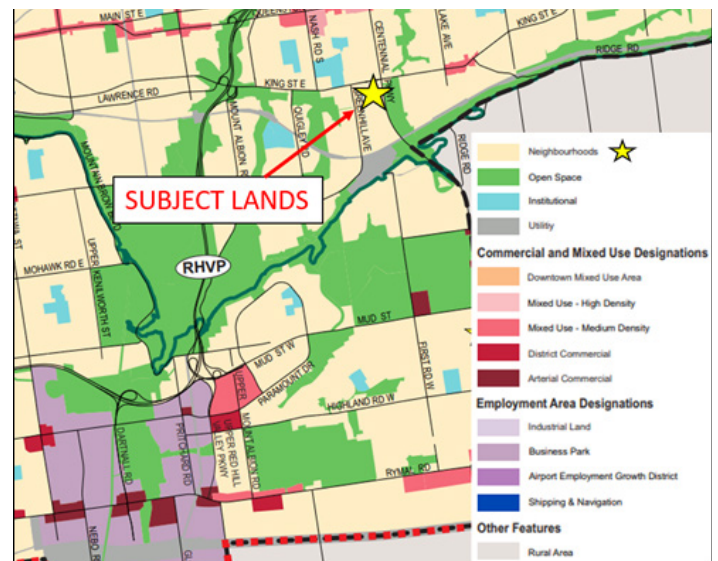 MAIN ST E
NASH RD S
LAKE AVE
KING ST E
RIDGE RD
CENTENNIAL PKWY
LAWRENCE RD
KING ST E
GREENHILL AVE
MOUNT ALBION R
QUIGLEY RD
RIDGE RD
MOUNTAIN BROW BLVD
SUBJECT LANDS
RHVP
MOHAWK RD E
UPPER KENILWORTH ST
MUD ST
MUD ST W
PARAMOUNT DR
FIRST RD W
UPPER
MOUNT ALBION RD
HIGHLAND RD W
UPPER RED HILL VALLEY PKWY
DARTNALL RD
PRITCHARD RD
RYMAL RD
NEBO R
GL
Neighbourhoods
Open Space
Institutional
Utility
Commercial and Mixed Use Designations
Downtown Mixed Use Area
Mixed Use - High Density
Mixed Use - Medium Density
District Commercial
Arterial Commercial
Employment Area Designations
Industrial Land
Business Park
Airport Employment Growth District
Shipping & Navigation
Other Features
Rural Area